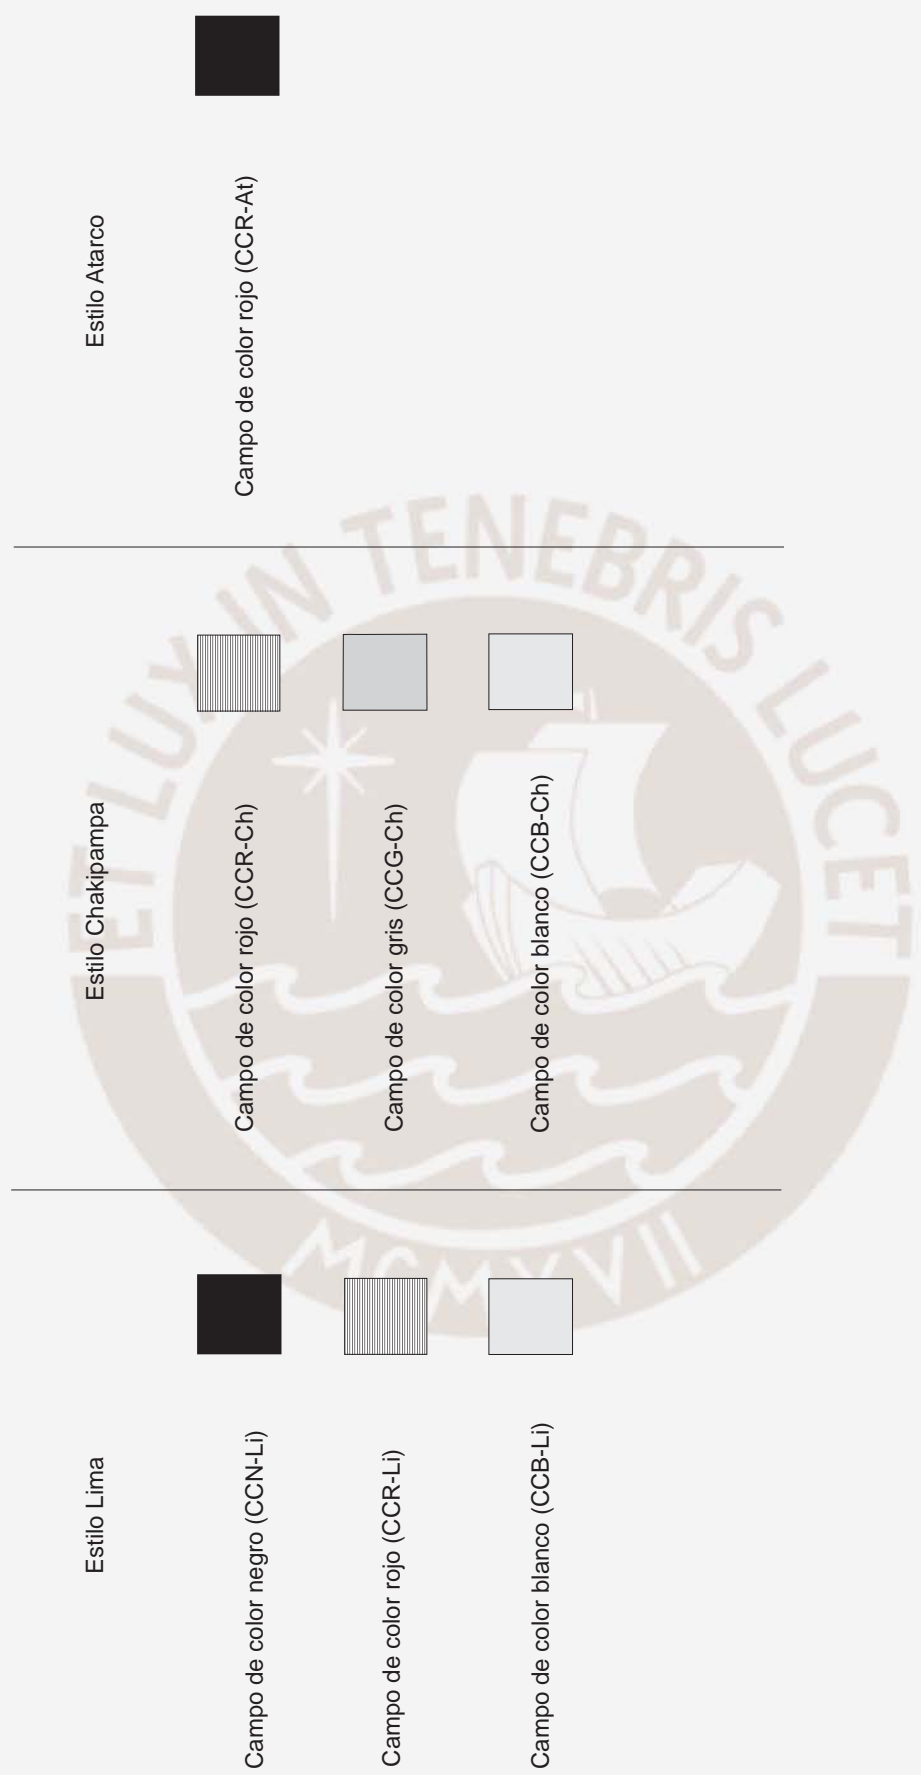 Estilo Lima
Campo de color negro (CCN-Li)
Campo de color rojo (CCR-Li)
Campo de color blanco (CCB-Li)
Estilo Chakipampa
Campo de color rojo (CCR-Ch)
Campo de color gris (CCG-Ch)
Campo de color blanco (CCB-Ch)
Estilo Atarco
Campo de color rojo (CCR-At)
ET LUX IN TENEBRIS LUCET
MCMXVII